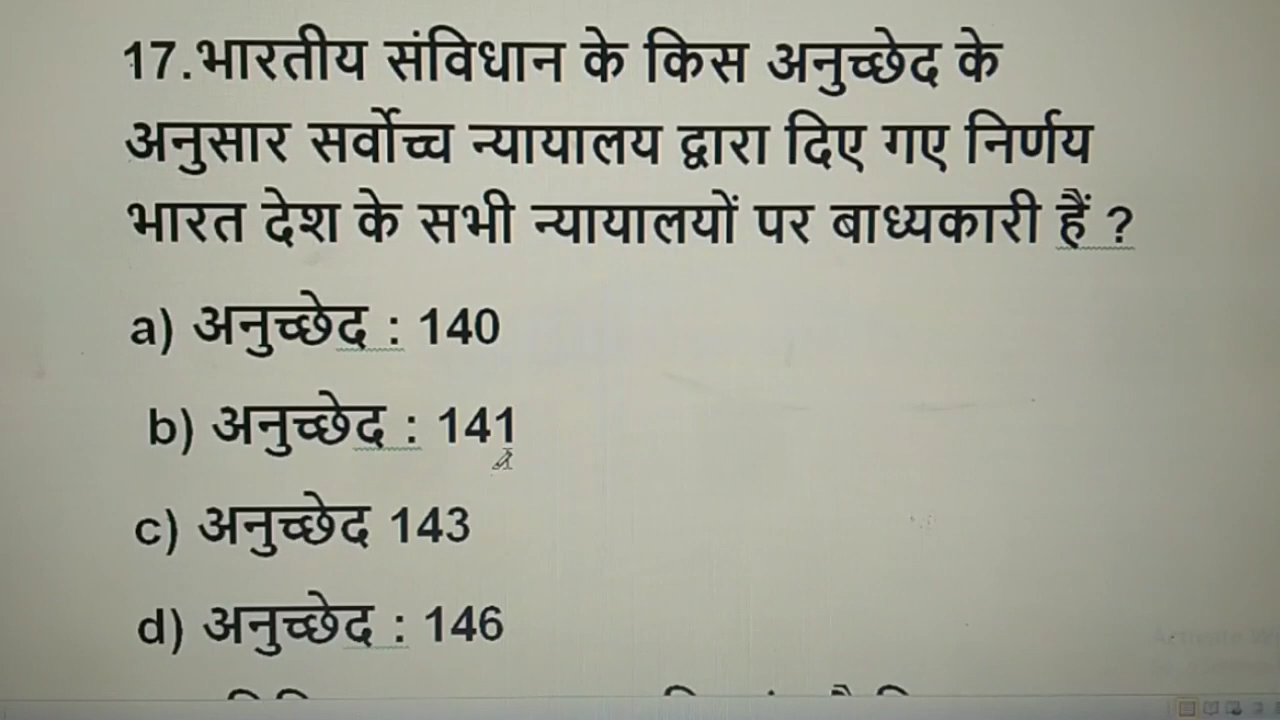 17.भारतीय संविधान के किस अनुच्छेद के
अनुसार सर्वोच्च न्यायालय द्वारा दिए गए निर्णय
भारत देश के सभी न्यायालयों पर बाध्यकारी हैं ?
a) अनुच्छेद : 140
b) अनुच्छेद : 141
c) अनुच्छेद 143
d) अनुच्छेद : 146
Activate W